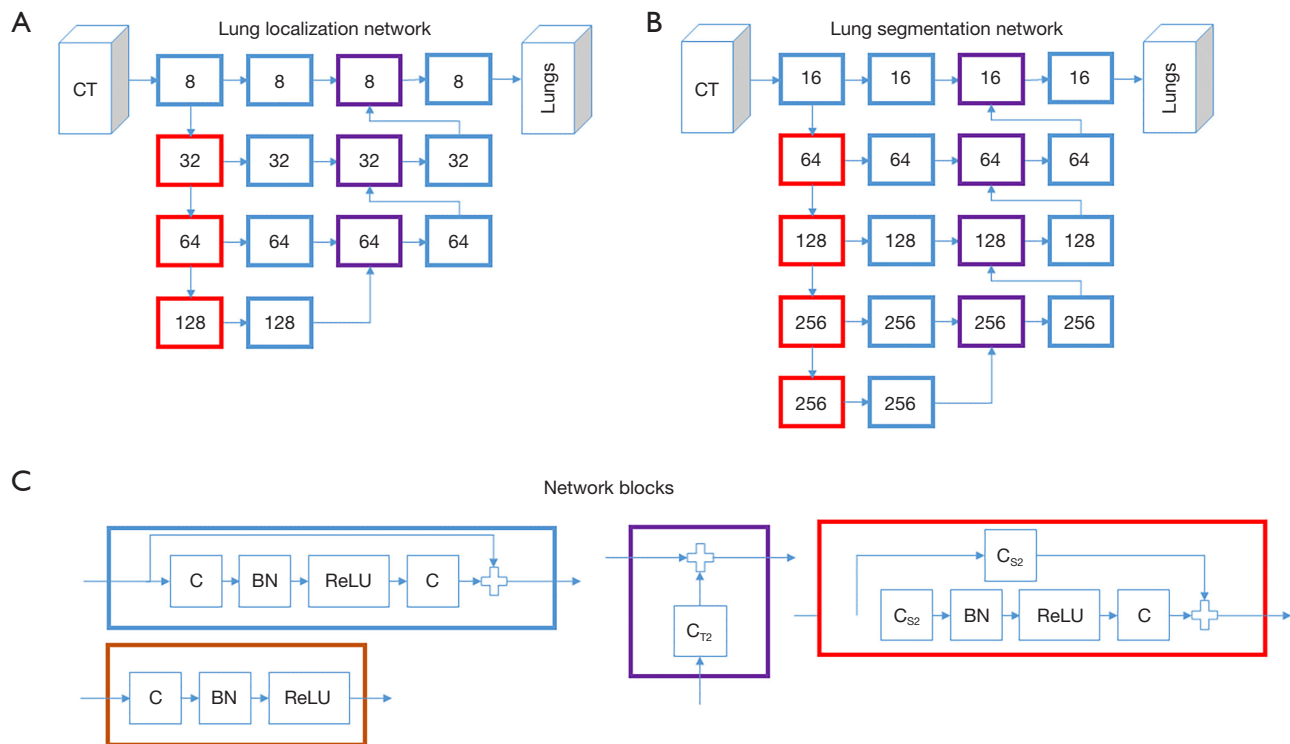 A
Lung localization network
CT
8 8 8 8
Lungs
32 32 32 32
64 64 64 64
128 128
B
Lung segmentation network
CT
16 16 16 16
Lungs
64 64 64 64
128 128 128 128
256 256 256 256
256 256
C
Network blocks
C BN ReLU C
C BN ReLU
CT2
CS2
CS2 BN ReLU C